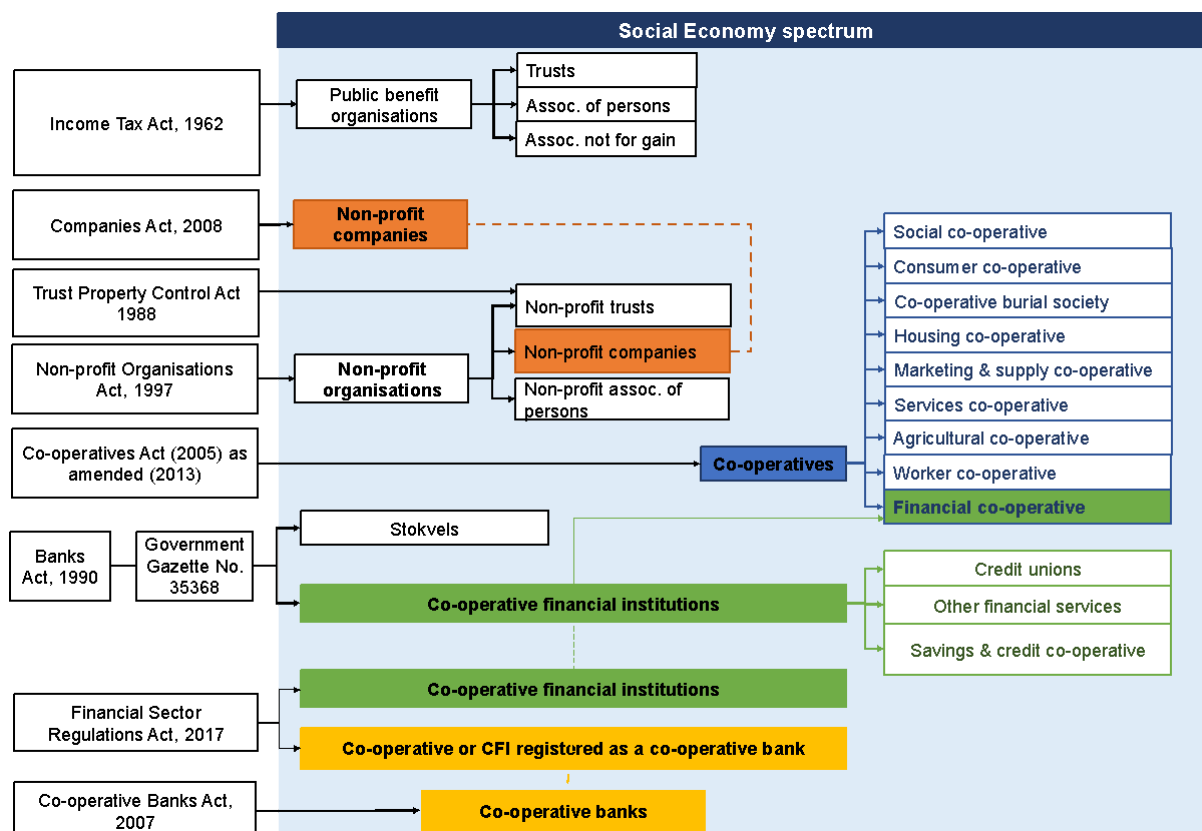 Social Economy spectrum
Income Tax Act, 1962
Public benefit
organisations
Trusts
Assoc. of persons
Assoc. not for gain
Companies Act, 2008
Non-profit
companies
Trust Property Control Act
1988
Non-profit trusts
Non-profit companies
Non-profit assoc. of
persons
Non-profit Organisations
Act, 1997
Non-profit
organisations
Co-operatives Act (2005) as
amended (2013)
Co-operatives
Social co-operative
Consumer co-operative
Co-operative burial society
Housing co-operative
Marketing & supply co-operative
Services co-operative
Agricultural co-operative
Worker co-operative
Financial co-operative
Banks
Act, 1990
Government
Gazette No.
35368
Stokvels
Co-operative financial institutions
Credit unions
Other financial services
Savings & credit co-operative
Financial Sector
Regulations Act, 2017
Co-operative financial institutions
Co-operative or CFI registered as a co-operative bank
Co-operative Banks Act,
2007
Co-operative banks